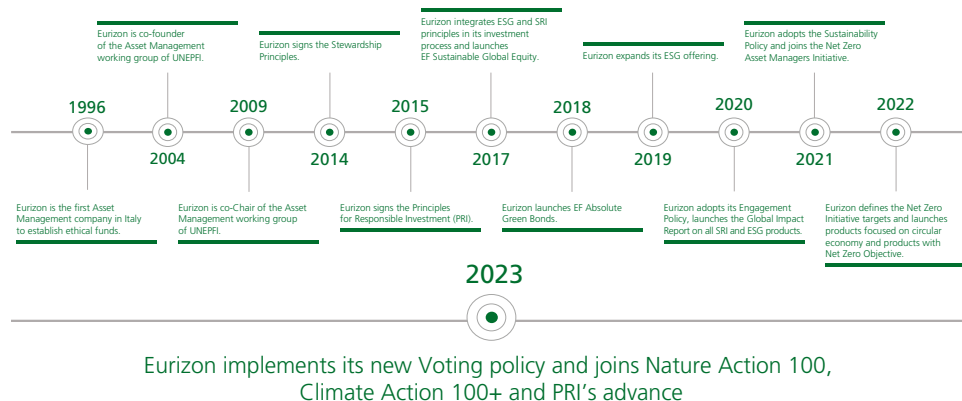 Eurizon is co-founder
of the Asset Management
working group of UNEPFI.
Eurizon signs the Stewardship
Principles.
Eurizon integrates ESG and SRI
principles in its investment
process and launches
EF Sustainable Global Equity.
Eurizon expands its ESG offering.
Eurizon adopts the Sustainability
Policy and joins the Net Zero
Asset Managers Initiative.
1996
2009
2015
2018
2020
2022
2004
2014
2017
2019
2021
Eurizon is the first Asset
Management company in Italy
to establish ethical funds.
Eurizon is co-Chair of the Asset
Management working group
of UNEPFI.
Eurizon signs the Principles
for Responsible Investment (PRI).
Eurizon launches EF Absolute
Green Bonds.
Eurizon adopts its Engagement
Policy, launches the Global Impact
Report on all SRI and ESG products.
Eurizon defines the Net Zero
Initiative targets and launches
products focused on circular
economy and products with
Net Zero Objective.
2023
Eurizon implements its new Voting policy and joins Nature Action 100,
Climate Action 100+ and PRI’s advance